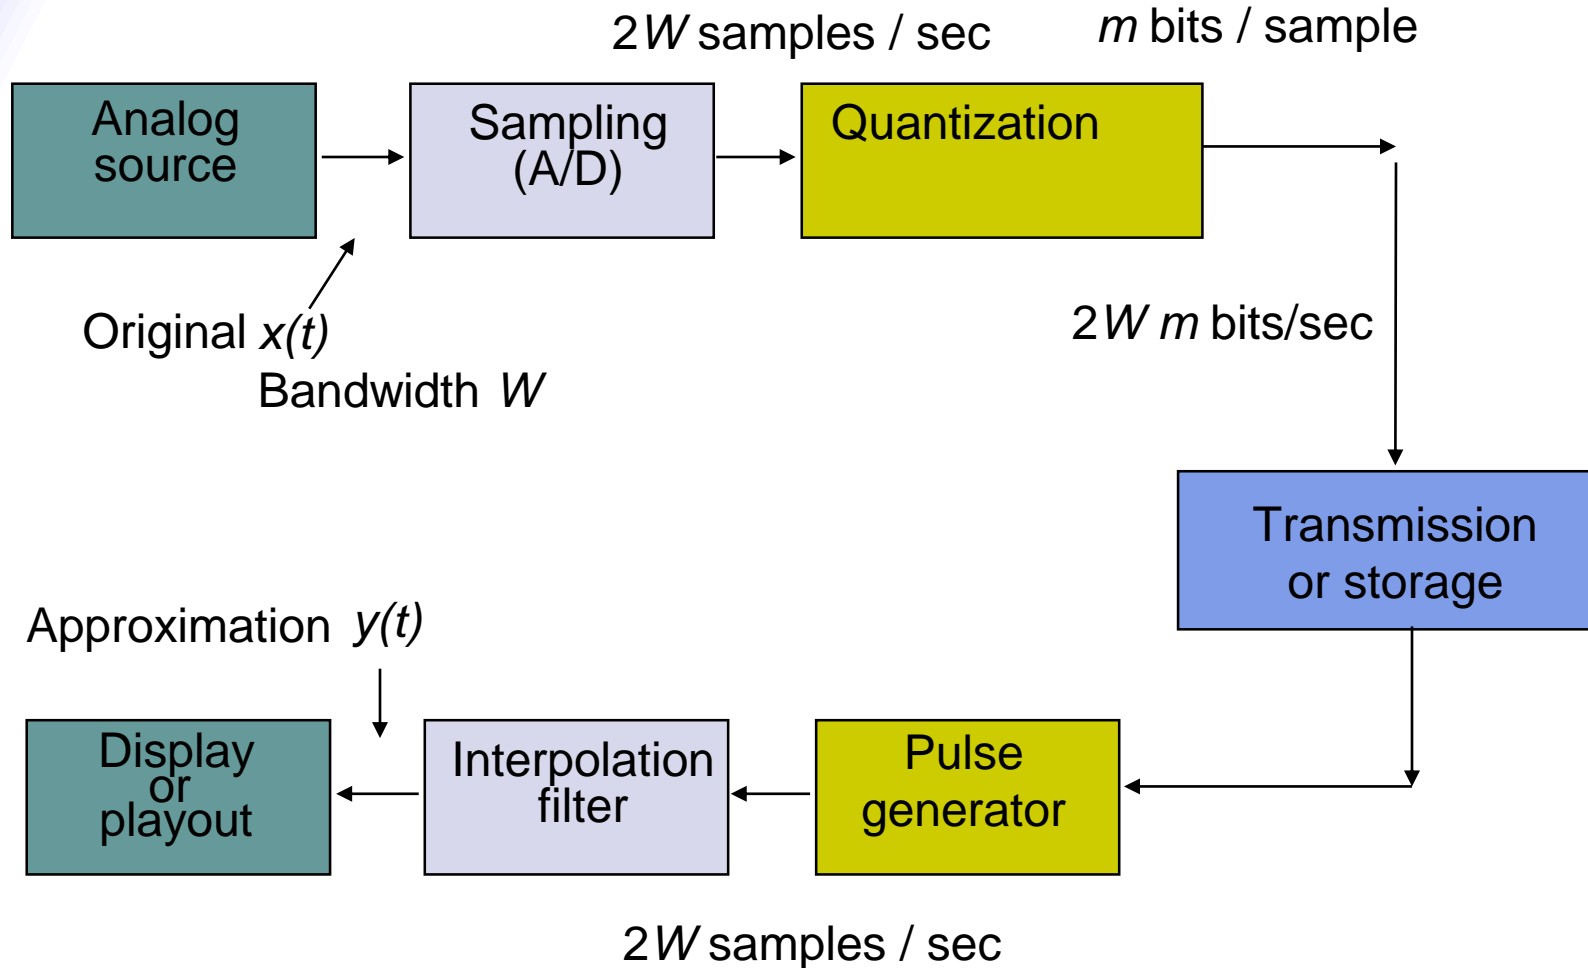 2W samples / sec
m bits / sample
Analog
source
Sampling
(A/D)
Quantization
Original x(t)
Bandwidth W
2W m bits/sec
Transmission
or storage
Approximation y(t)
Display
or
playout
Interpolation
filter
Pulse
generator
2W samples / sec